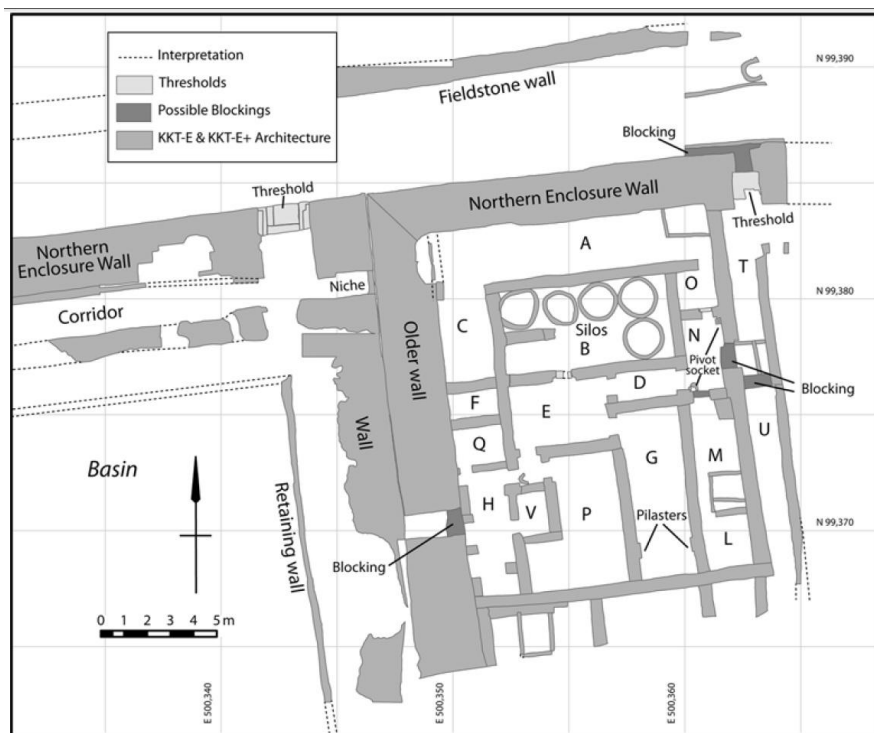 Interpretation
Thresholds
Possible Blockings
KKT-E & KKT-E+ Architecture
Fieldstone wall
N 99,390
Blocking
Threshold
Northern Enclosure Wall
Threshold
Northern
Enclosure Wall
A
T
Niche
O
N 99,380
Corridor
C
Silos
B
N
Older wall
Pivot
socket
D
Blocking
F
E
Wall
U
Q
G
M
Basin
Retaining wall
H
V
P
N 99,370
Pilasters
L
Blocking
0 1 2 3 4 5 m
E 500,340
E 500,350
E 500,360